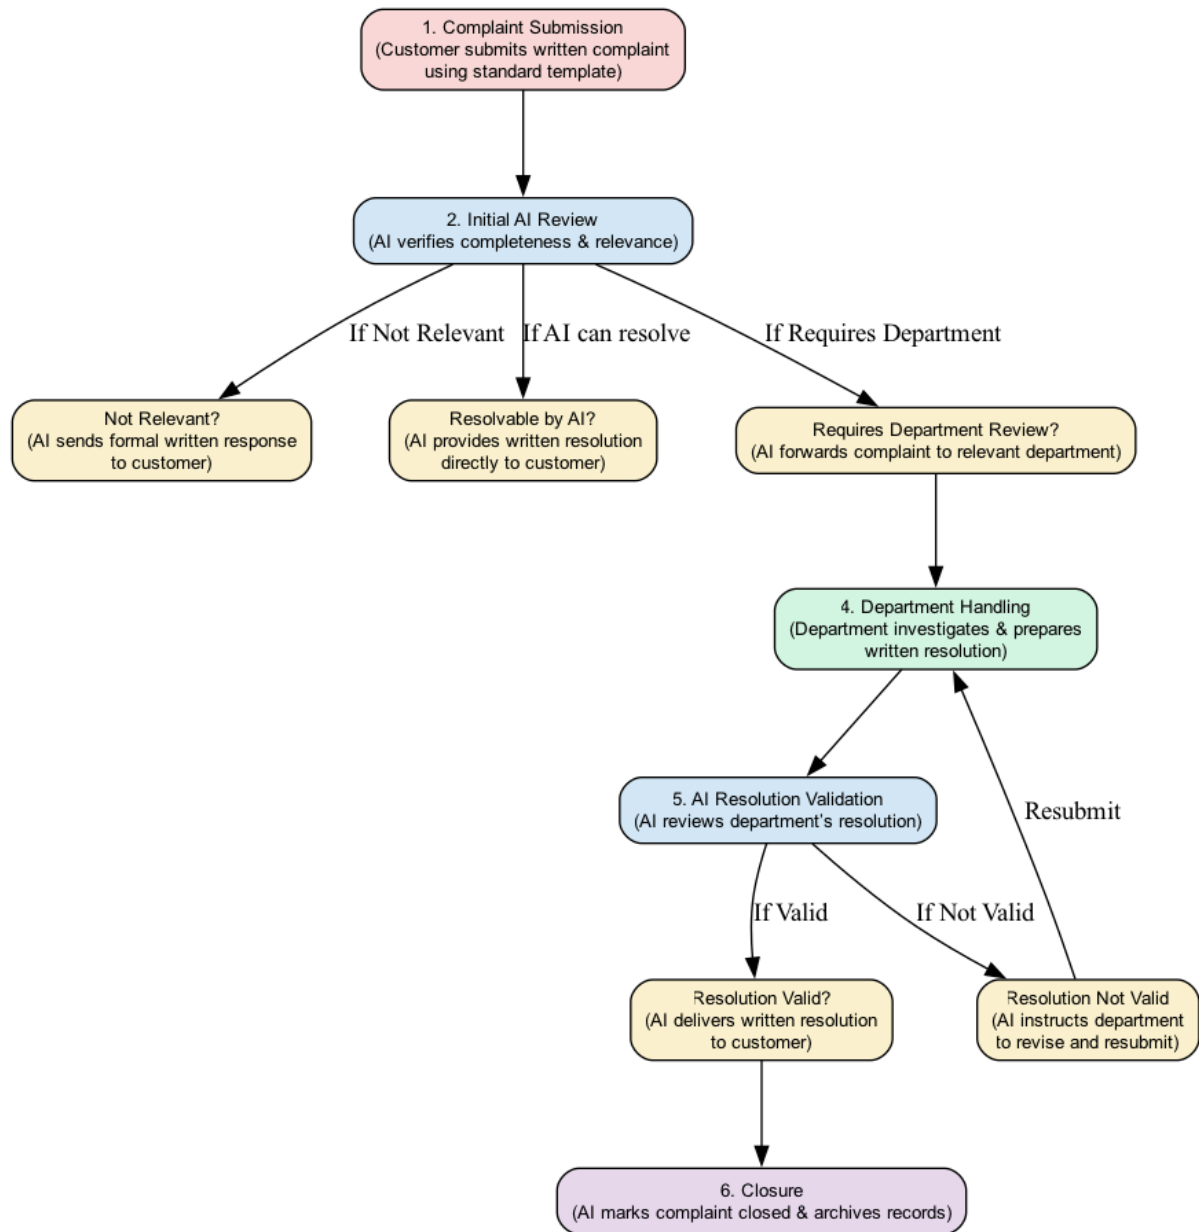 1. Complaint Submission
(Customer submits written complaint
using standard template)
2. Initial AI Review
(AI verifies completeness & relevance)
If Not Relevant
If AI can resolve
If Requires Department
Not Relevant?
(AI sends formal written response
to customer)
Resolvable by AI?
(AI provides written resolution
directly to customer)
Requires Department Review?
(AI forwards complaint to relevant department)
4. Department Handling
(Department investigates & prepares
written resolution)
5. AI Resolution Validation
(AI reviews department's resolution)
Resubmit
If Valid
If Not Valid
Resolution Valid?
(AI delivers written resolution
to customer)
Resolution Not Valid
(AI instructs department
to revise and resubmit)
6. Closure
(AI marks complaint closed & archives records)